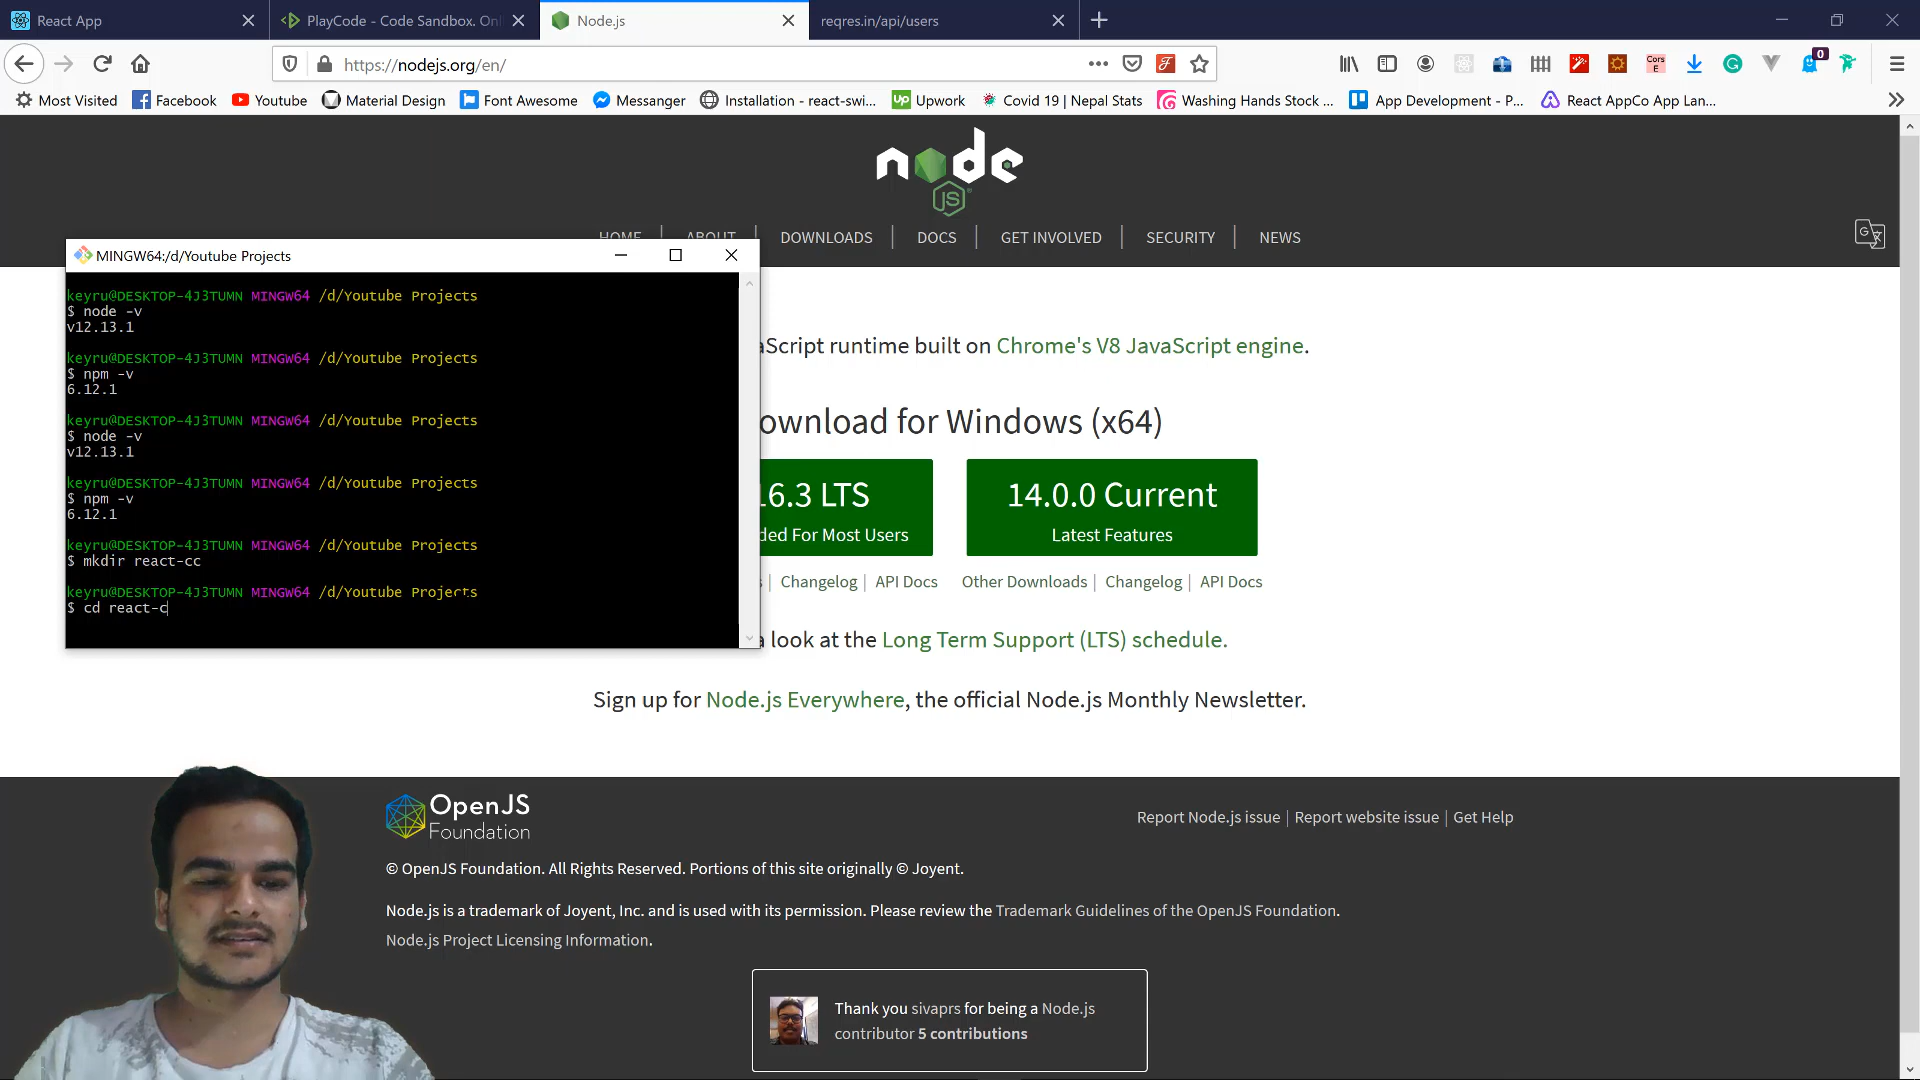 React App
PlayCode - Code Sandbox. Onl
Node.js
reqres.in/api/users
https://nodejs.org/en/
Cors
E
0
Most Visited
Facebook
Youtube
Material Design
Font Awesome
Messanger
Installation - react-swi...
Up Upwork
Covid 19 | Nepal Stats
Washing Hands Stock ...
App Development - P...
React AppCo App Lan...
node
JS
HOME | ABOUT | DOWNLOADS | DOCS | GET INVOLVED | SECURITY | NEWS
MINGW64:/d/Youtube Projects
keyru@DESKTOP-4J3TUMN MINGW64 /d/Youtube Projects
$ node -v
v12.13.1
keyru@DESKTOP-4J3TUMN MINGW64 /d/Youtube Projects
$ npm -v
6.12.1
keyru@DESKTOP-4J3TUMN MINGW64 /d/Youtube Projects
$ node -v
v12.13.1
keyru@DESKTOP-4J3TUMN MINGW64 /d/Youtube Projects
$ npm -v
6.12.1
keyru@DESKTOP-4J3TUMN MINGW64 /d/Youtube Projects
$ mkdir react-cc
keyru@DESKTOP-4J3TUMN MINGW64 /d/Youtube Projects
$ cd react-c
aScript runtime built on Chrome's V8 JavaScript engine.
ownload for Windows (x64)
16.3 LTS
ded For Most Users
14.0.0 Current
Latest Features
| Changelog | API Docs
Other Downloads | Changelog | API Docs
a look at the Long Term Support (LTS) schedule.
Sign up for Node.js Everywhere, the official Node.js Monthly Newsletter.
OpenJS
Foundation
Report Node.js issue | Report website issue | Get Help
© OpenJS Foundation. All Rights Reserved. Portions of this site originally © Joyent.
Node.js is a trademark of Joyent, Inc. and is used with its permission. Please review the Trademark Guidelines of the OpenJS Foundation.
Node.js Project Licensing Information.
Thank you sivaprs for being a Node.js
contributor 5 contributions